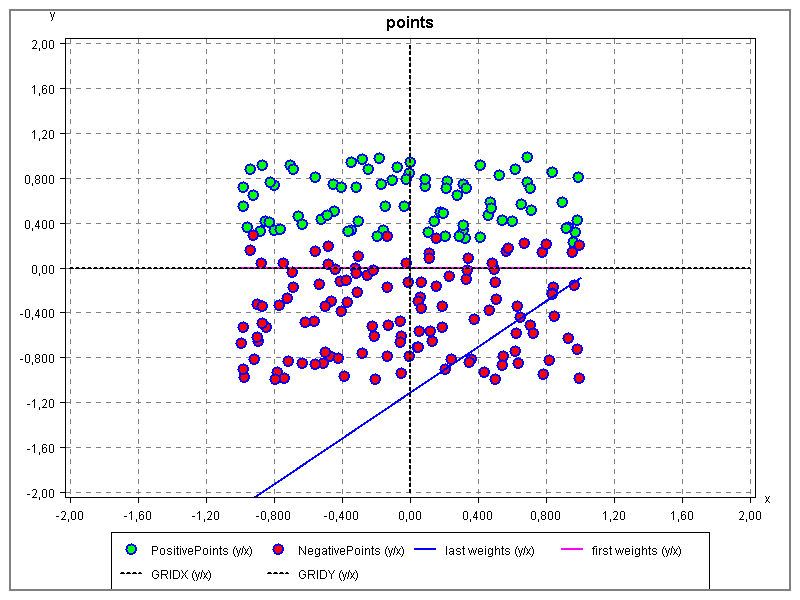 points
y
2,00
1,60
1,20
0,800
0,400
0,00
-0,400
-0,800
-1,20
-1,60
-2,00
-2,00 -1,60 -1,20 -0,800 -0,400 0,00 0,400 0,800 1,20 1,60 2,00
x
PositivePoints (y/x) NegativePoints (y/x) last weights (y/x) first weights (y/x)
GRIDX (y/x) GRIDY (y/x)